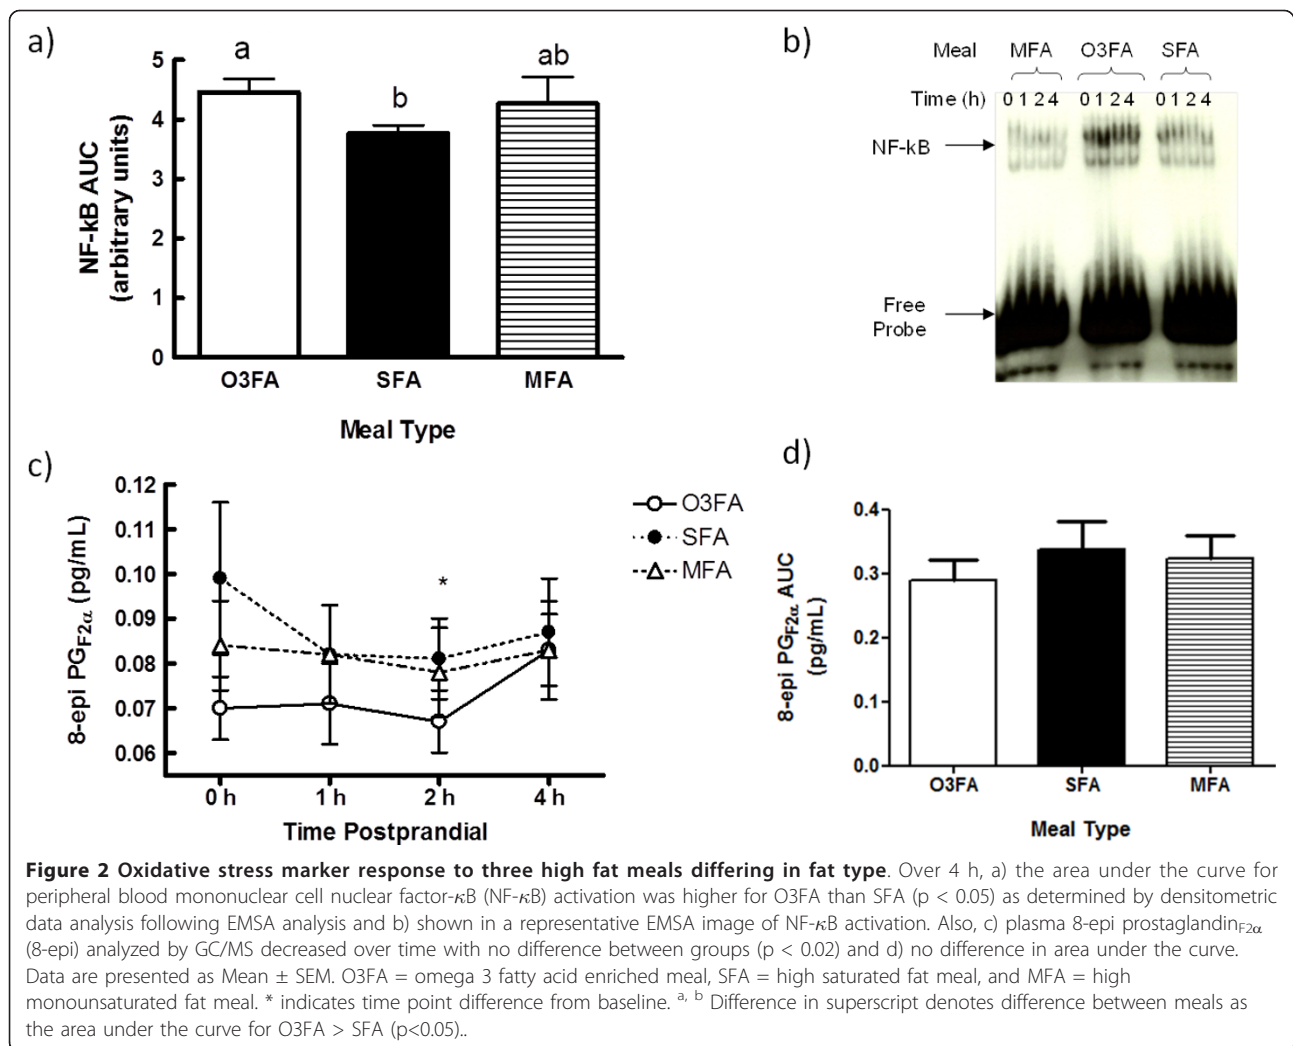 a)
a
b
ab
5
4
3
2
1
0
NF-kB AUC
(arbitrary units)
O3FA SFA MFA
Meal Type
b)
Meal MFA O3FA SFA
Time (h) 0 1 2 4 0 1 2 4 0 1 2 4
NF-kB
Free
Probe
c)
0.12
0.11
0.10
0.09
0.08
0.07
0.06
8-epi PG_F2α (pg/mL)
*
0 h 1 h 2 h 4 h
Time Postprandial
O3FA
SFA
MFA
d)
0.4
0.3
0.2
0.1
0.0
8-epi PG_F2α AUC
(pg/mL)
O3FA SFA MFA
Meal Type
Figure 2 Oxidative stress marker response to three high fat meals differing in fat type. Over 4 h, a) the area under the curve for
peripheral blood mononuclear cell nuclear factor-κB (NF-κB) activation was higher for O3FA than SFA (p < 0.05) as determined by densitometric
data analysis following EMSA analysis and b) shown in a representative EMSA image of NF-κB activation. Also, c) plasma 8-epi prostaglandin_F2α
(8-epi) analyzed by GC/MS decreased over time with no difference between groups (p < 0.02) and d) no difference in area under the curve.
Data are presented as Mean ± SEM. O3FA = omega 3 fatty acid enriched meal, SFA = high saturated fat meal, and MFA = high
monounsaturated fat meal. * indicates time point difference from baseline. a, b Difference in superscript denotes difference between meals as
the area under the curve for O3FA > SFA (p<0.05)..